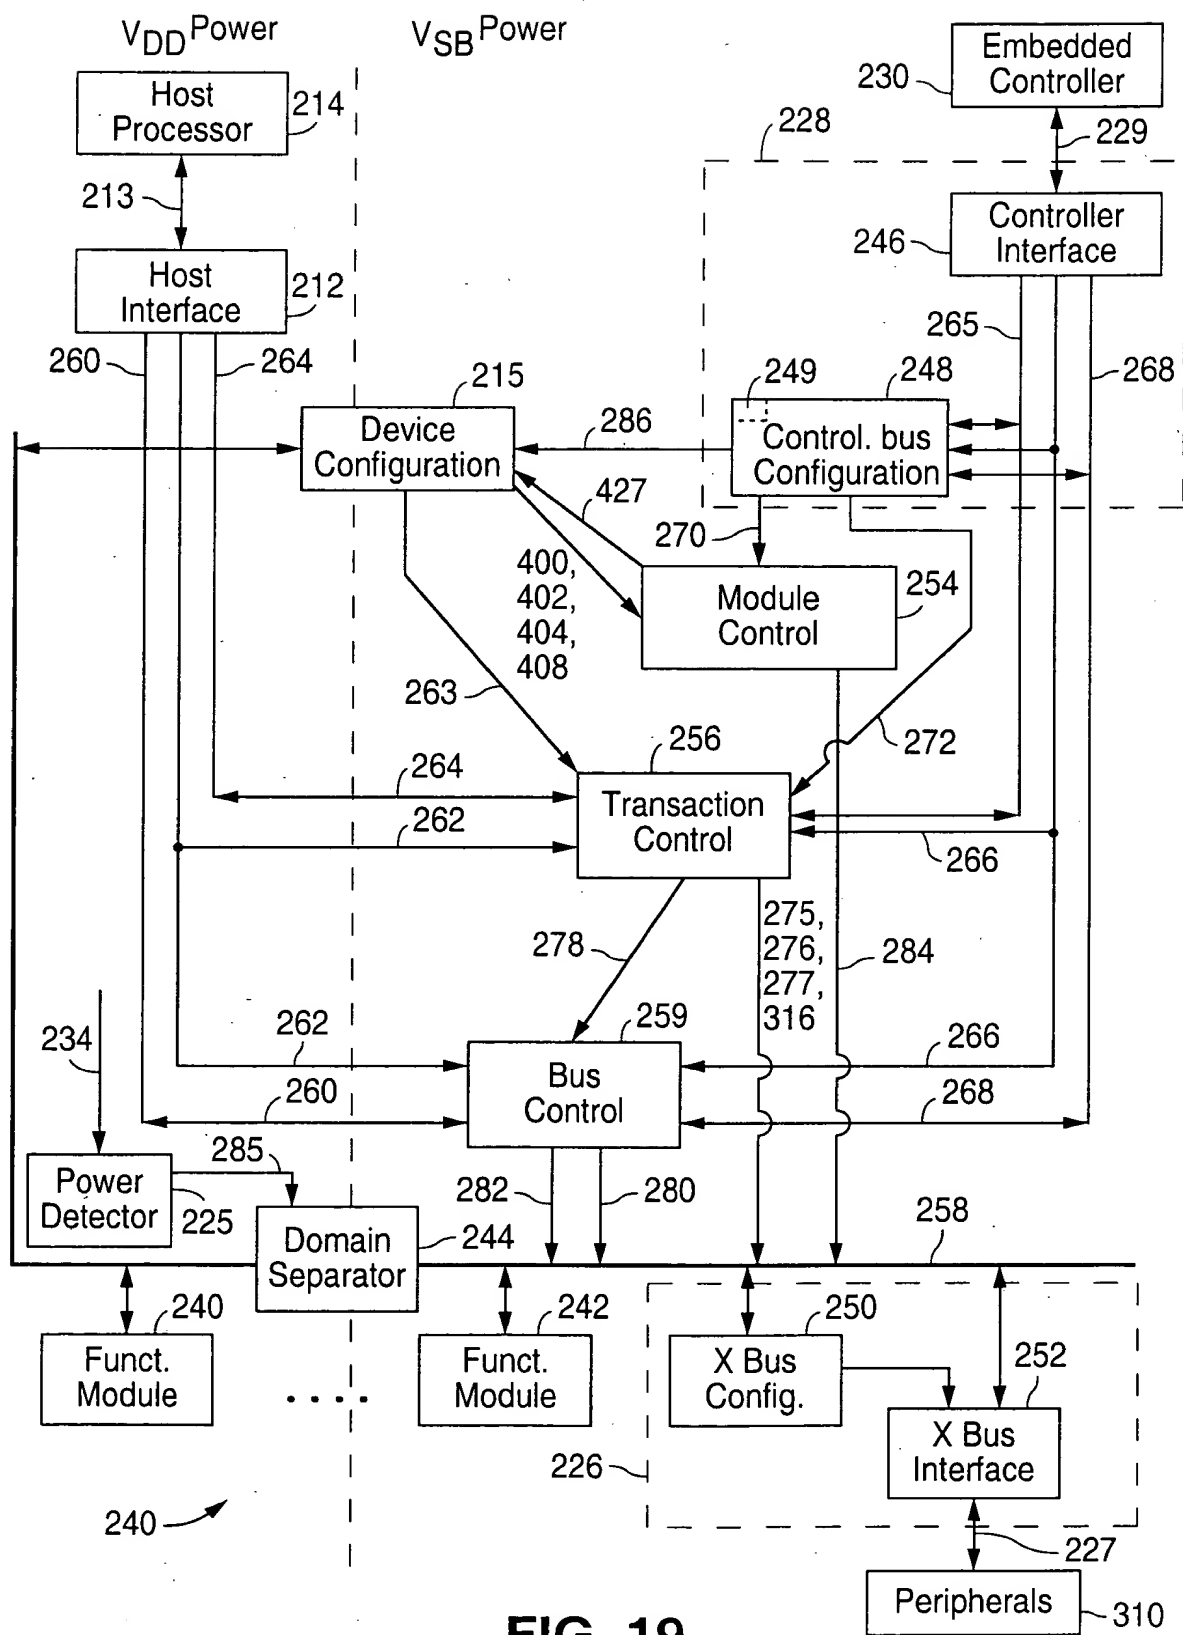 VDD Power
VSB Power
Embedded
Controller
230
Host
Processor
214
228
229
213
Controller
Interface
246
Host
Interface
212
265
260
264
215
249
248
268
Device
Configuration
286
Control. bus
Configuration
427
270
400,
402,
404,
408
Module
Control
254
263
256
272
264
Transaction
Control
262
266
275,
276,
277,
316
278
284
234
262
259
266
Bus
Control
260
268
285
Power
Detector
225
282
280
258
Domain
Separator
244
240
242
250
Funct.
Module
....
Funct.
Module
X Bus
Config.
252
X Bus
Interface
226
240
227
Peripherals
310
FIG. 19